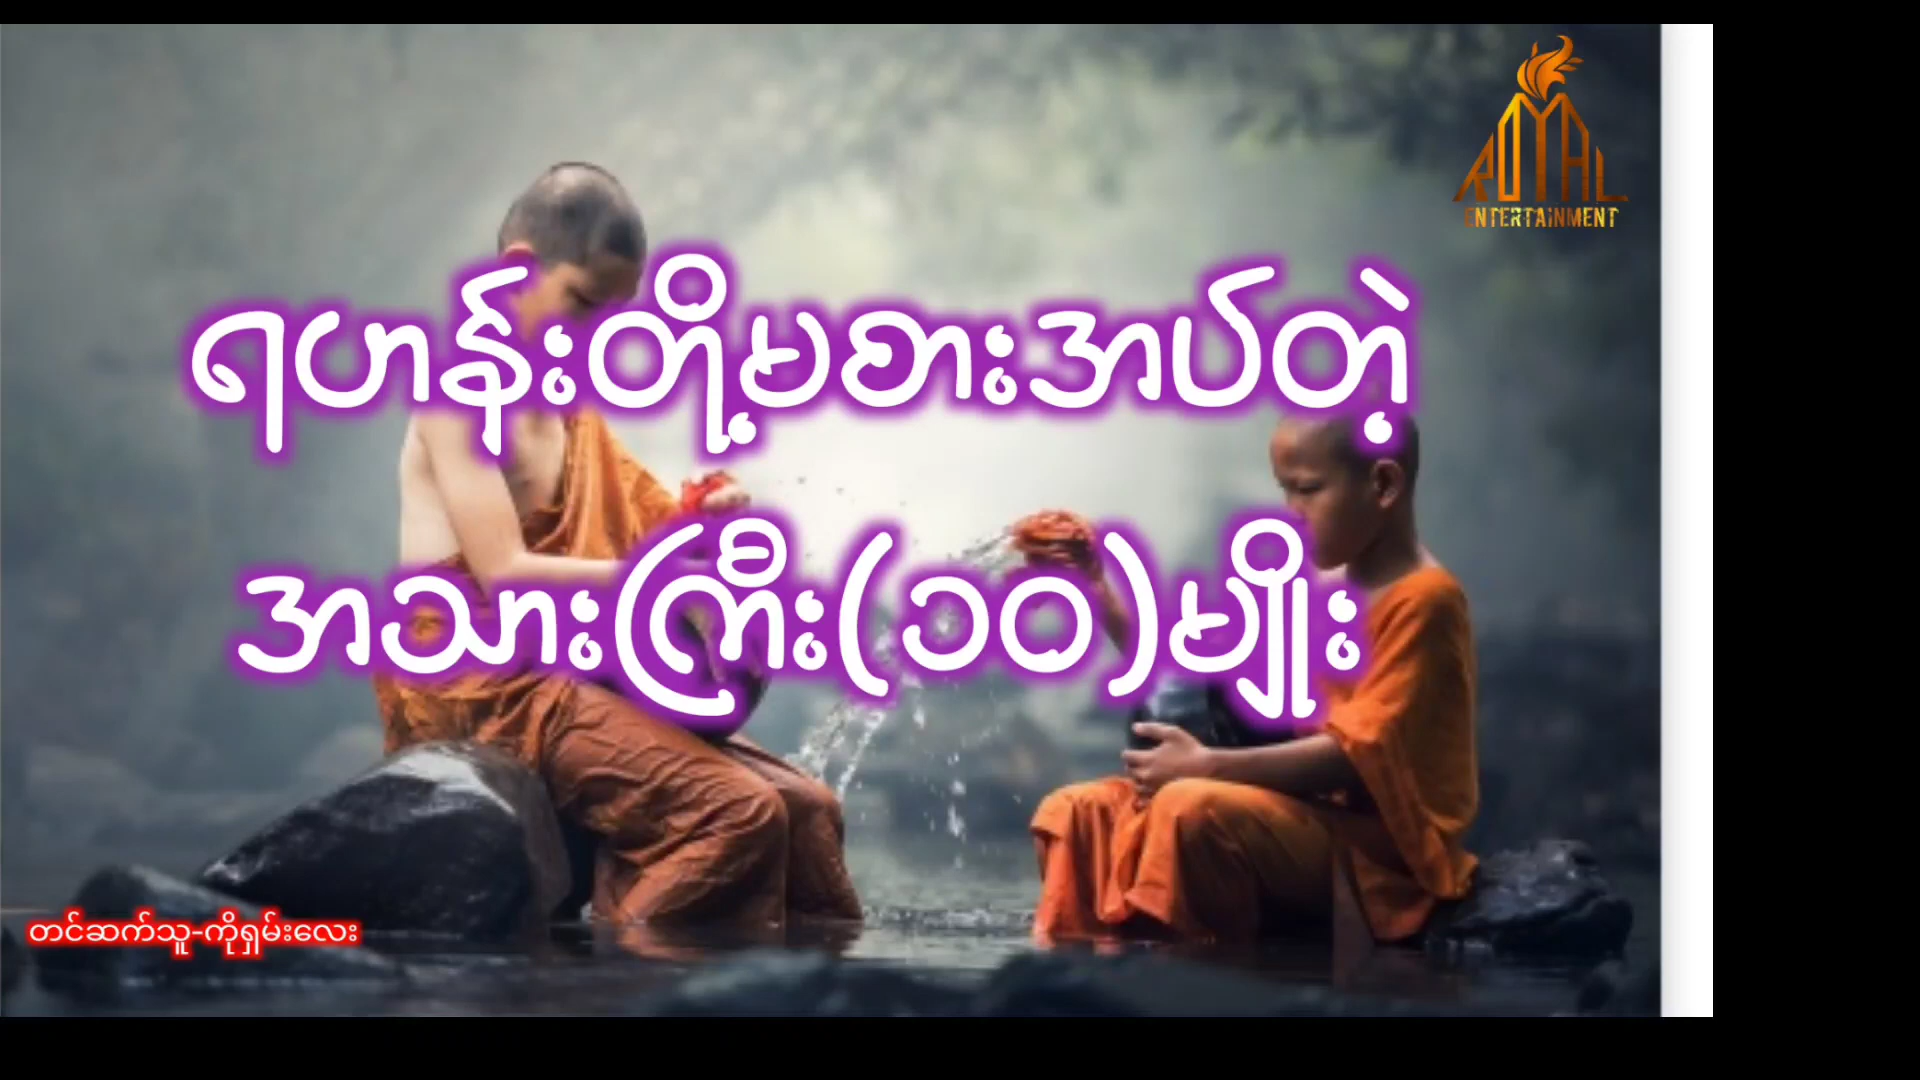 ROYAL
ENTERTAINMENT
ရဟန်းတို့မစားအပ်တဲ့
အသားကြီး(၁၀)မျိုး
တင်ဆက်သူ-ကိုရှမ်းလေး